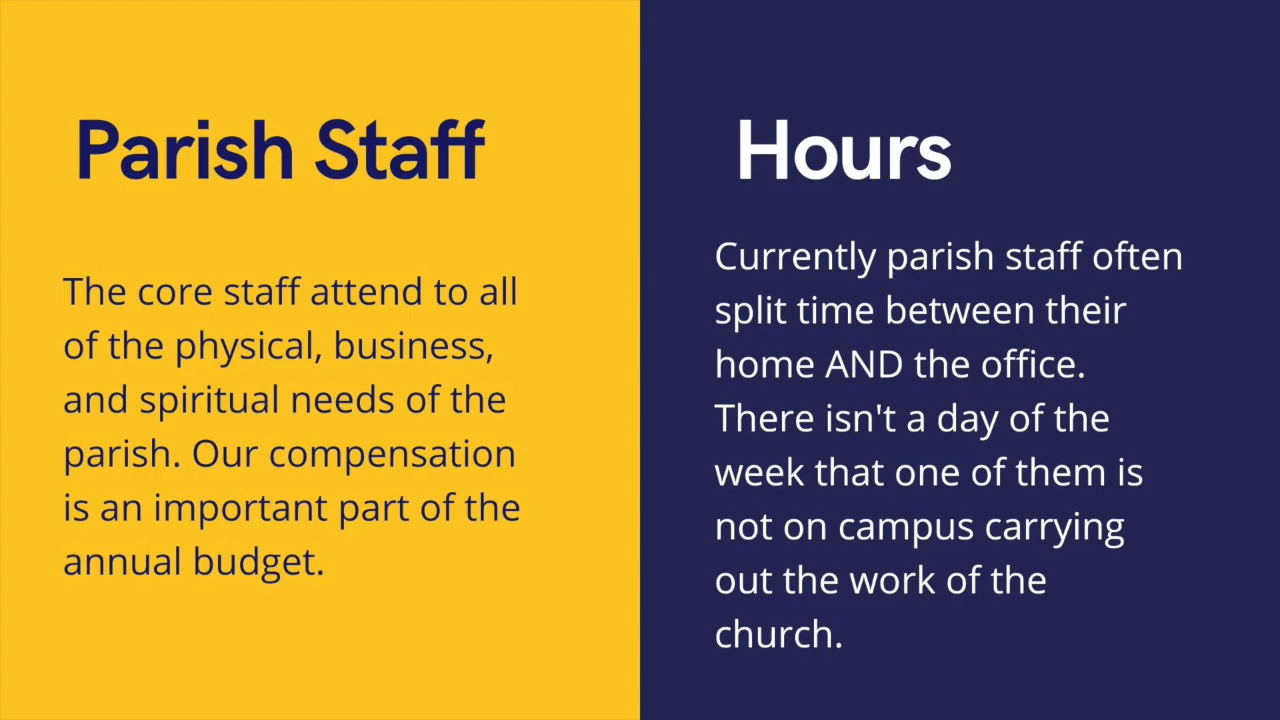 Parish Staff
The core staff attend to all
of the physical, business,
and spiritual needs of the
parish. Our compensation
is an important part of the
annual budget.
Hours
Currently parish staff often
split time between their
home AND the office.
There isn't a day of the
week that one of them is
not on campus carrying
out the work of the
church.